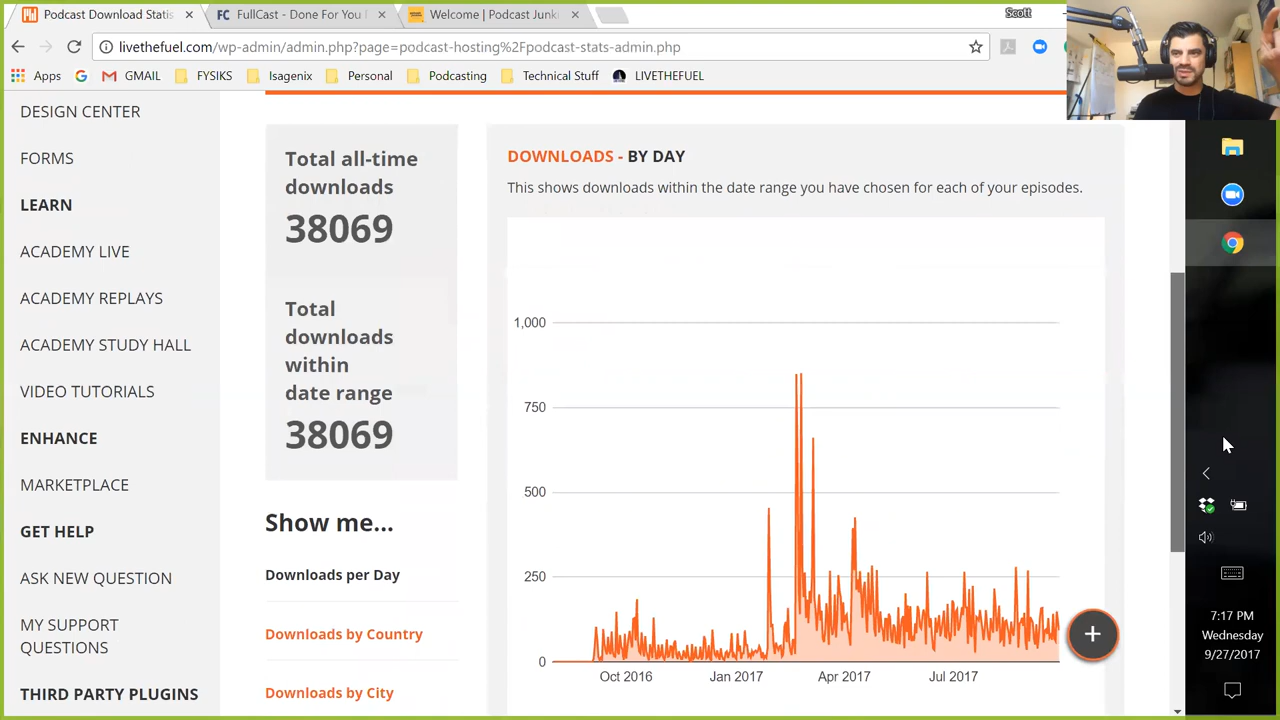 Podcast Download Statis
FullCast - Done For You
Welcome | Podcast Junk
Scott
livethefuel.com/wp-admin/admin.php?page=podcast-hosting%2Fpodcast-stats-admin.php
Apps
GMAIL
FYSIKS
Isagenix
Personal
Podcasting
Technical Stuff
LIVETHEFUEL
DESIGN CENTER
FORMS
LEARN
ACADEMY LIVE
ACADEMY REPLAYS
ACADEMY STUDY HALL
VIDEO TUTORIALS
ENHANCE
MARKETPLACE
GET HELP
ASK NEW QUESTION
MY SUPPORT
QUESTIONS
THIRD PARTY PLUGINS
Total all-time
downloads
38069
Total
downloads
within
date range
38069
Show me...
Downloads per Day
Downloads by Country
Downloads by City
DOWNLOADS - BY DAY
This shows downloads within the date range you have chosen for each of your episodes.
1,000
750
500
250
0
Oct 2016
Jan 2017
Apr 2017
Jul 2017
7:17 PM
Wednesday
9/27/2017